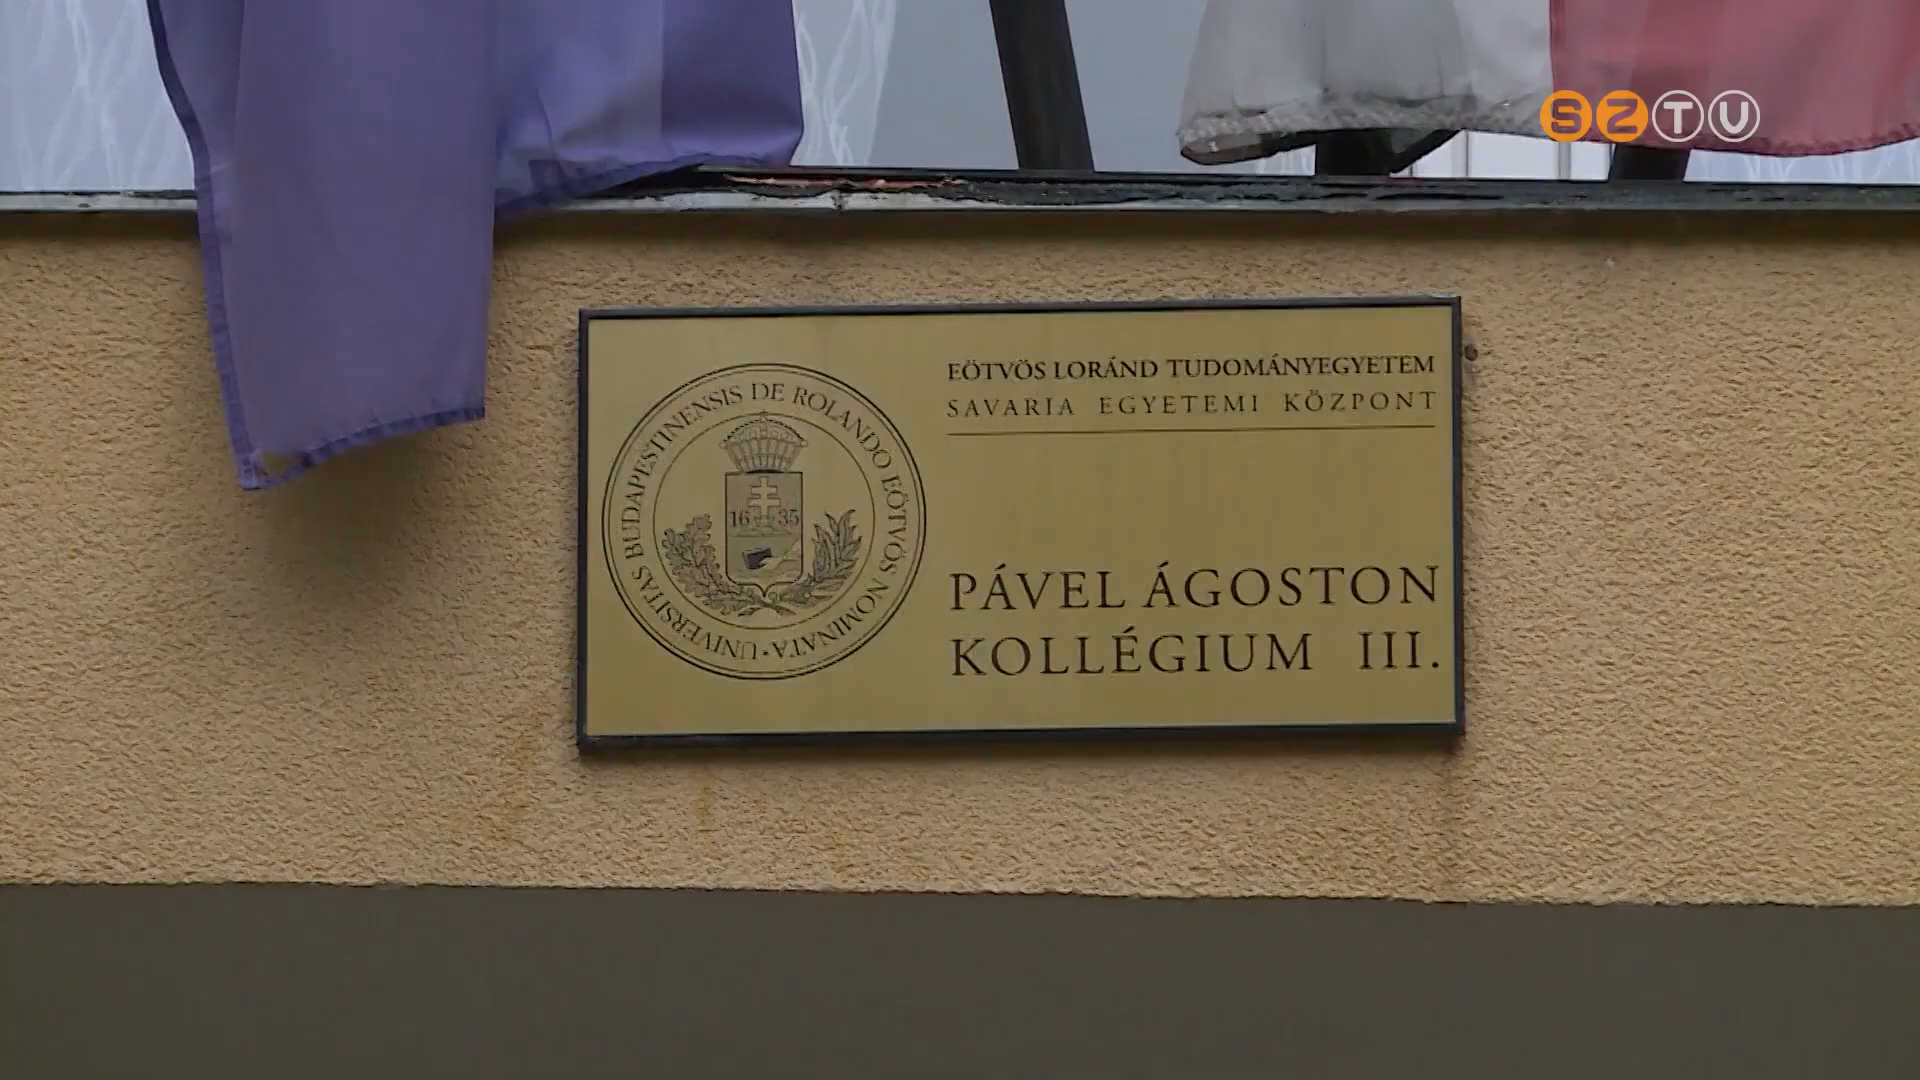 SZTV
EÖTVÖS LORÁND TUDOMÁNYEGYETEM
SAVARIA EGYETEMI KÖZPONT
UNIVERSITAS BUDAPESTINENSIS DE ROLANDO EÖTVÖS NOMINATA ·
16 35
PÁVEL ÁGOSTON
KOLLÉGIUM III.